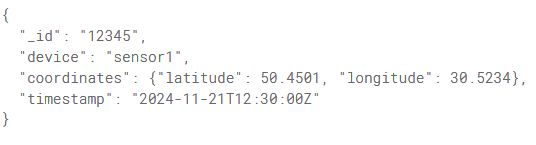 {
  "_id": "12345",
  "device": "sensor1",
  "coordinates": {"latitude": 50.4501, "longitude": 30.5234},
  "timestamp": "2024-11-21T12:30:00Z"
}